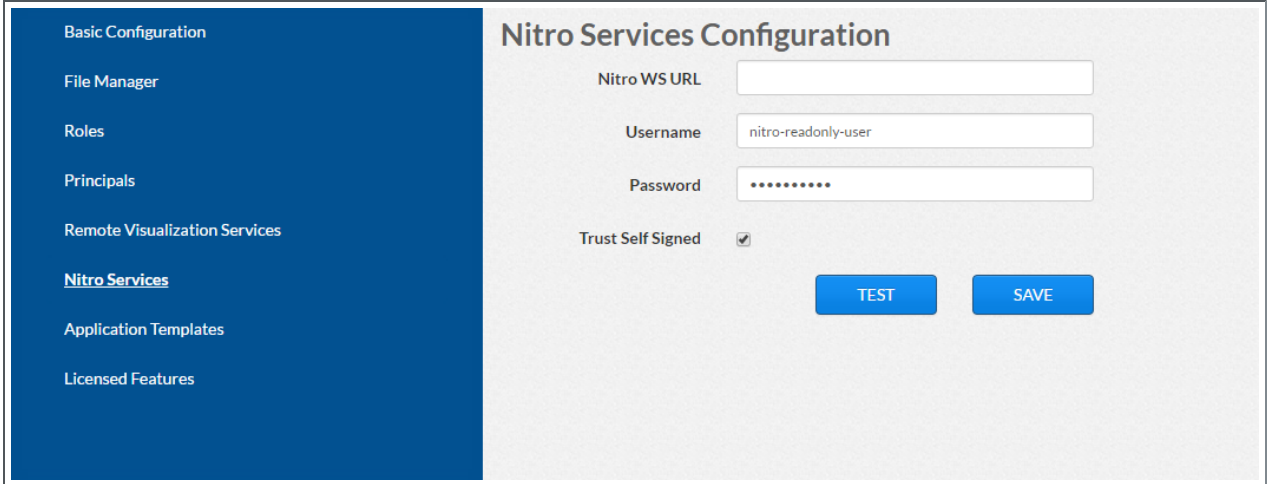 Basic Configuration
File Manager
Roles
Principals
Remote Visualization Services
Nitro Services
Application Templates
Licensed Features
Nitro Services Configuration
Nitro WS URL
Username nitro-readonly-user
Password ••••••••••
Trust Self Signed
TEST SAVE